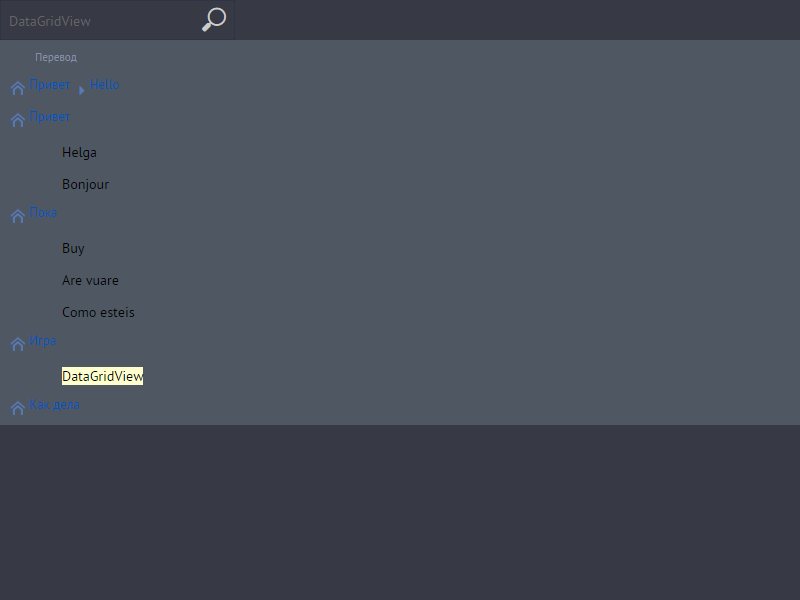 DataGridView
Перевод
Привет Hello
Привет
Helga
Bonjour
Пока
Buy
Are vuare
Como esteis
Игра
DataGridView
Как дела